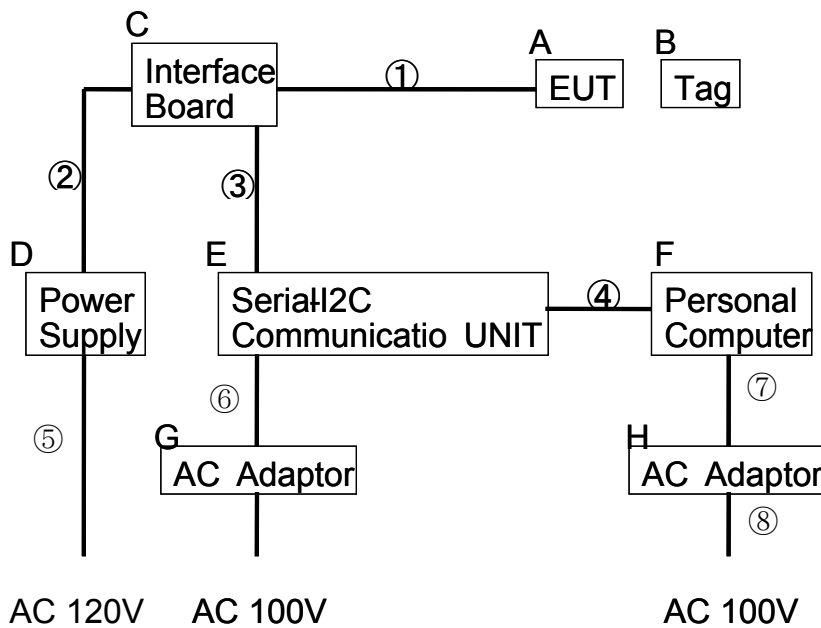 C
Interface
Board
①
A
EUT
B
Tag
②
③
D
Power
Supply
E
Serial-I2C
Communicatio UNIT
④
F
Personal
Computer
⑤
⑥
⑦
G
AC Adaptor
H
AC Adaptor
⑧
AC 120V
AC 100V
AC 100V